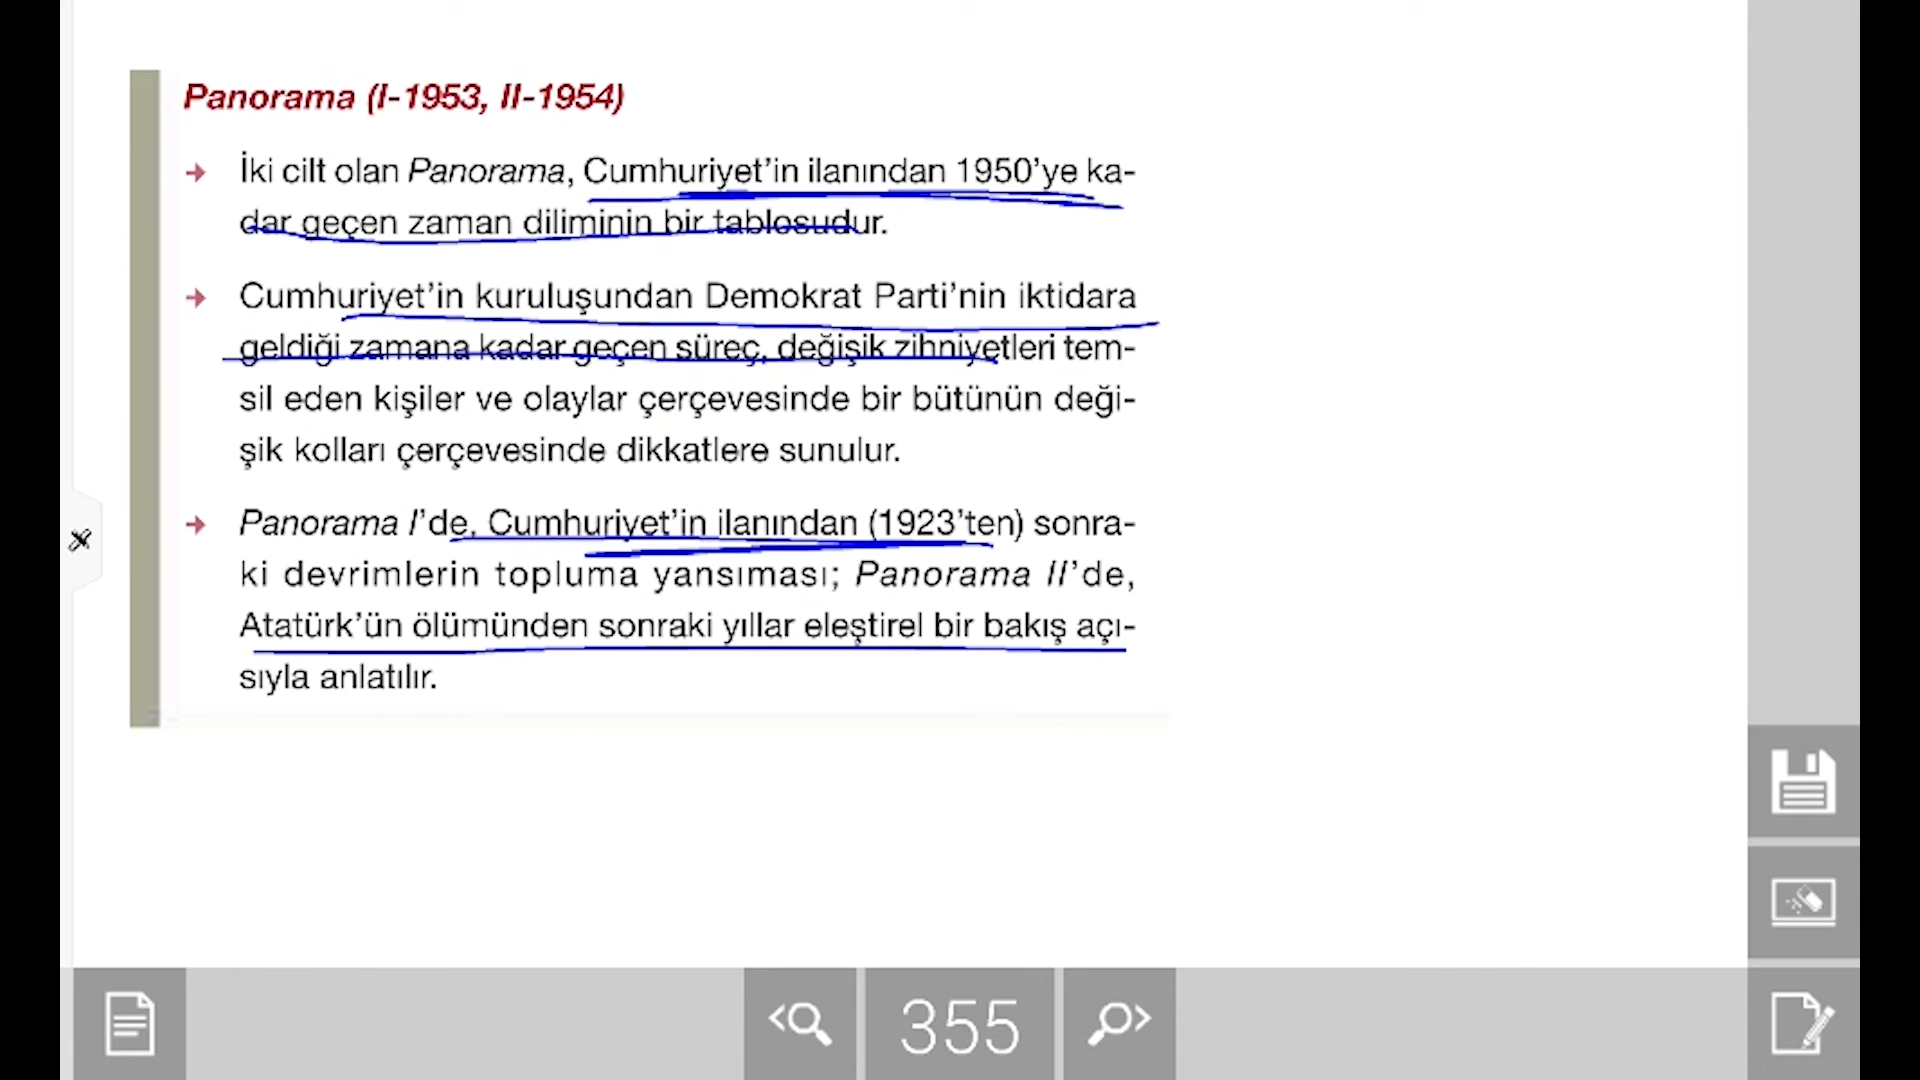 Panorama (I-1953, II-1954)
→ İki cilt olan Panorama, Cumhuriyet’in ilanından 1950’ye ka-
dar geçen zaman diliminin bir tablosudur.
→ Cumhuriyet’in kuruluşundan Demokrat Parti’nin iktidara
geldiği zamana kadar geçen süreç, değişik zihniyetleri tem-
sil eden kişiler ve olaylar çerçevesinde bir bütünün deği-
şik kolları çerçevesinde dikkatlere sunulur.
→ Panorama I’de, Cumhuriyet’in ilanından (1923’ten) sonra-
ki devrimlerin topluma yansıması; Panorama II’de,
Atatürk’ün ölümünden sonraki yıllar eleştirel bir bakış açı-
sıyla anlatılır.
355